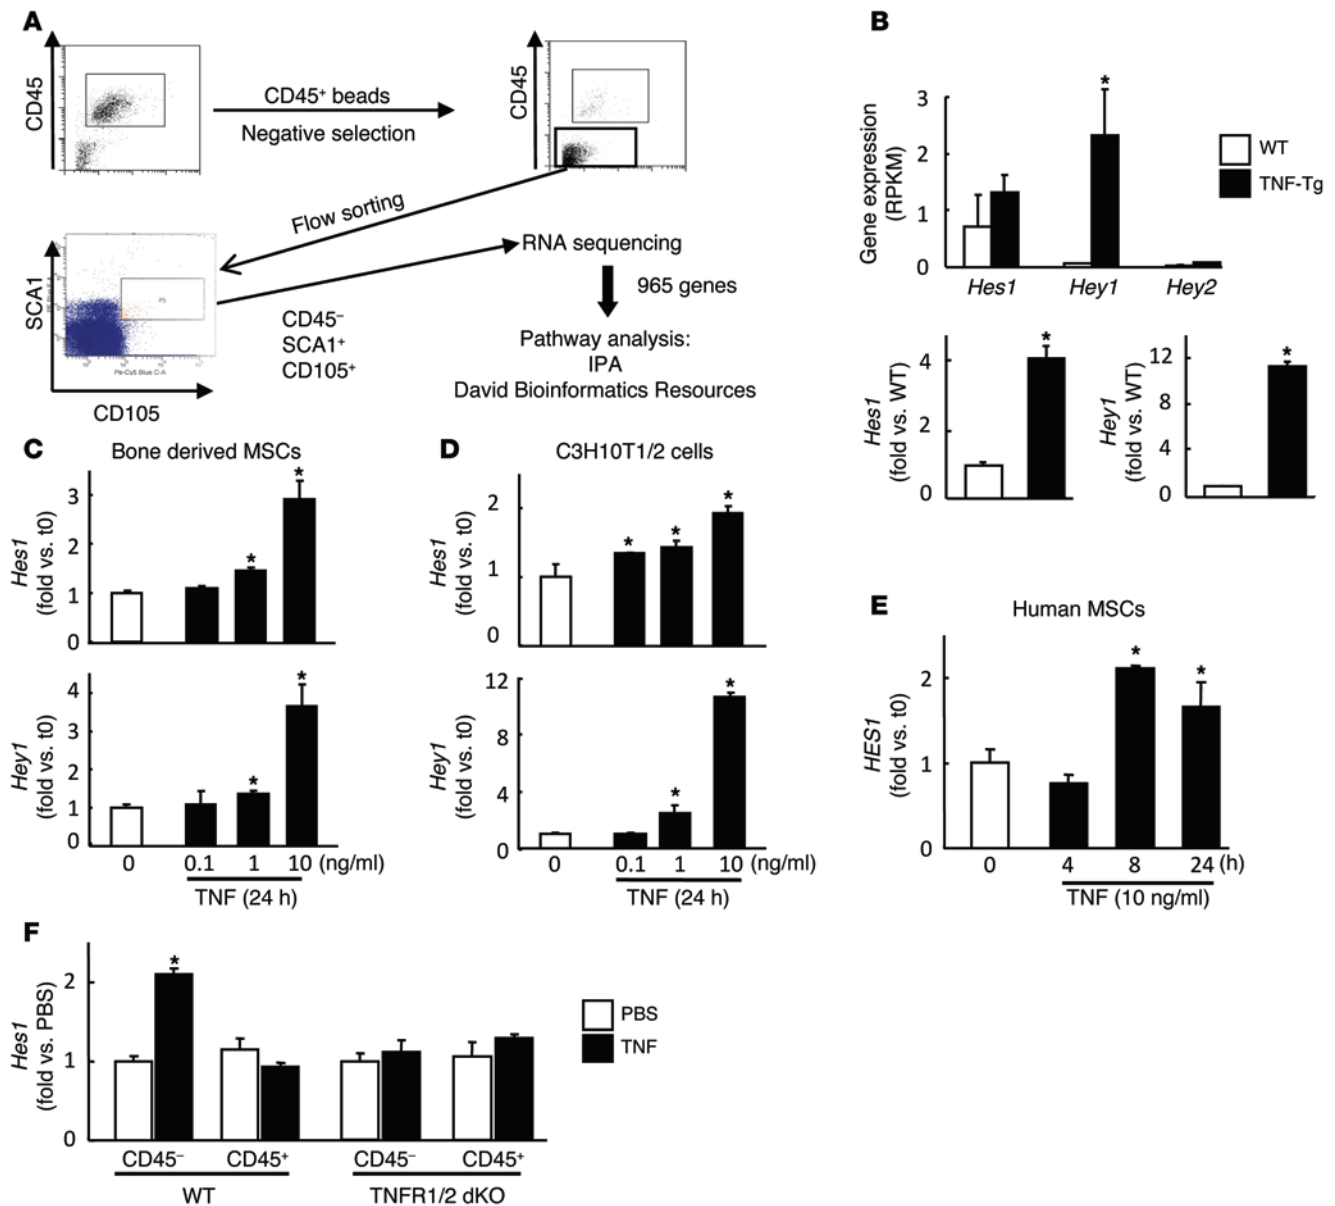 A
CD45
CD45⁺ beads
Negative selection
CD45
Flow sorting
SCA1
P5
Pe-Cy5 Blue C-A
CD105
CD45⁻
SCA1⁺
CD105⁺
RNA sequencing
965 genes
Pathway analysis:
IPA
David Bioinformatics Resources
B
Gene expression
(RPKM)
3
2
1
0
*
Hes1 Hey1 Hey2
WT
TNF-Tg
Hes1
(fold vs. WT)
4
2
0
*
Hey1
(fold vs. WT)
12
8
4
0
*
C
Bone derived MSCs
Hes1
(fold vs. t0)
3
2
1
0
* *
Hey1
(fold vs. t0)
4
3
2
1
0
* *
0 0.1 1 10 (ng/ml)
TNF (24 h)
D
C3H10T1/2 cells
Hes1
(fold vs. t0)
2
1
0
* * *
Hey1
(fold vs. t0)
12
8
4
0
* *
0 0.1 1 10 (ng/ml)
TNF (24 h)
E
Human MSCs
HES1
(fold vs. t0)
2
1
0
* *
0 4 8 24 (h)
TNF (10 ng/ml)
F
Hes1
(fold vs. PBS)
2
1
0
*
PBS
TNF
CD45⁻ CD45⁺ CD45⁻ CD45⁺
WT TNFR1/2 dKO